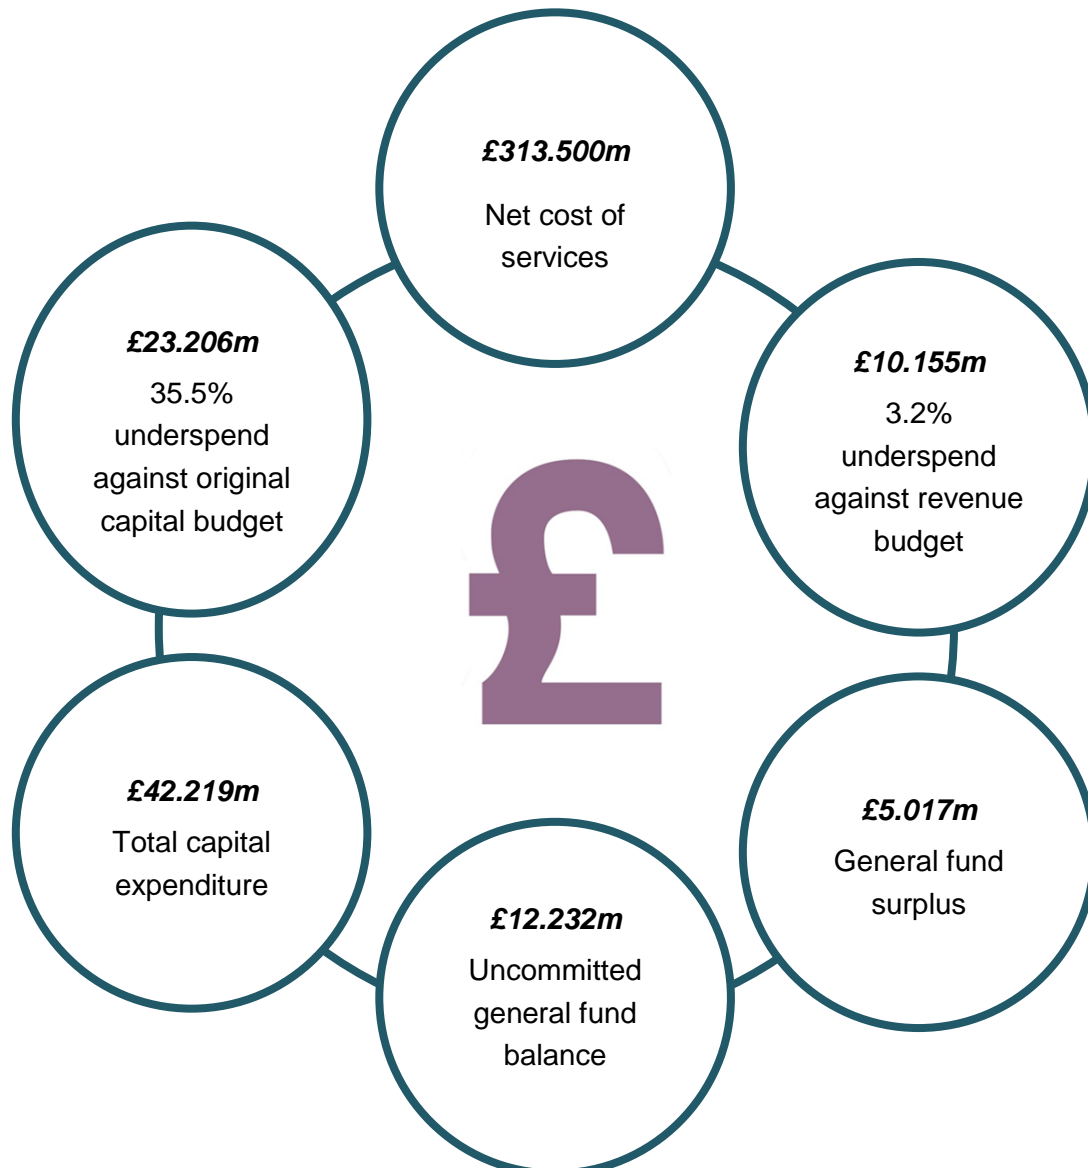 £313.500m
Net cost of
services
£10.155m
3.2%
underspend
against revenue
budget
£5.017m
General fund
surplus
£12.232m
Uncommitted
general fund
balance
£42.219m
Total capital
expenditure
£23.206m
35.5%
underspend
against original
capital budget
£